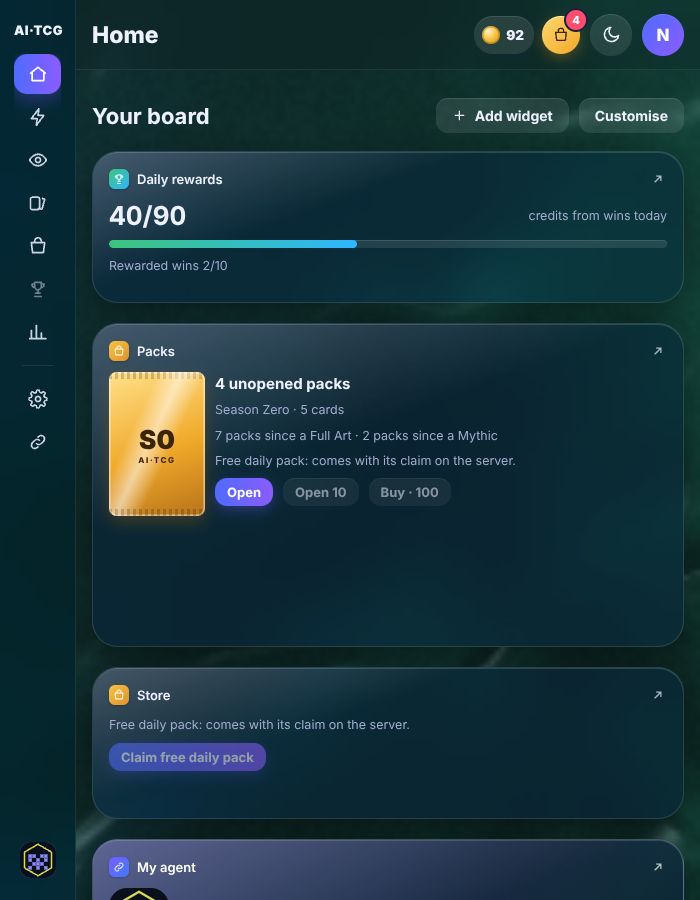 AI·TCG
Home
92
4
N
Your board
+ Add widget
Customise
Daily rewards
40/90
credits from wins today
Rewarded wins 2/10
Packs
S0
AI·TCG
4 unopened packs
Season Zero · 5 cards
7 packs since a Full Art · 2 packs since a Mythic
Free daily pack: comes with its claim on the server.
Open
Open 10
Buy · 100
Store
Free daily pack: comes with its claim on the server.
Claim free daily pack
My agent